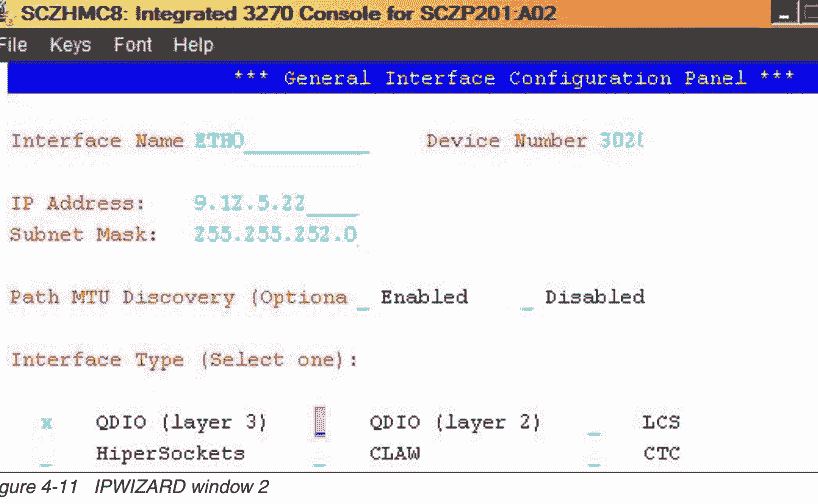 SCZHMC8: Integrated 3270 Console for SCZP201:A02
File Keys Font Help
*** General Interface Configuration Panel ***
Interface Name ETH0 Device Number
IP Address: 9.12.5.22
Subnet Mask: 255.255.252.0
Path MTU Discovery (Optiona _ Enabled _ Disabled
Interface Type (Select one):
x QDIO (layer 3) _ QDIO (layer 2) _ LCS
_ HiperSockets _ CLAW _ CTC
gure 4-11 IPWIZARD window 2